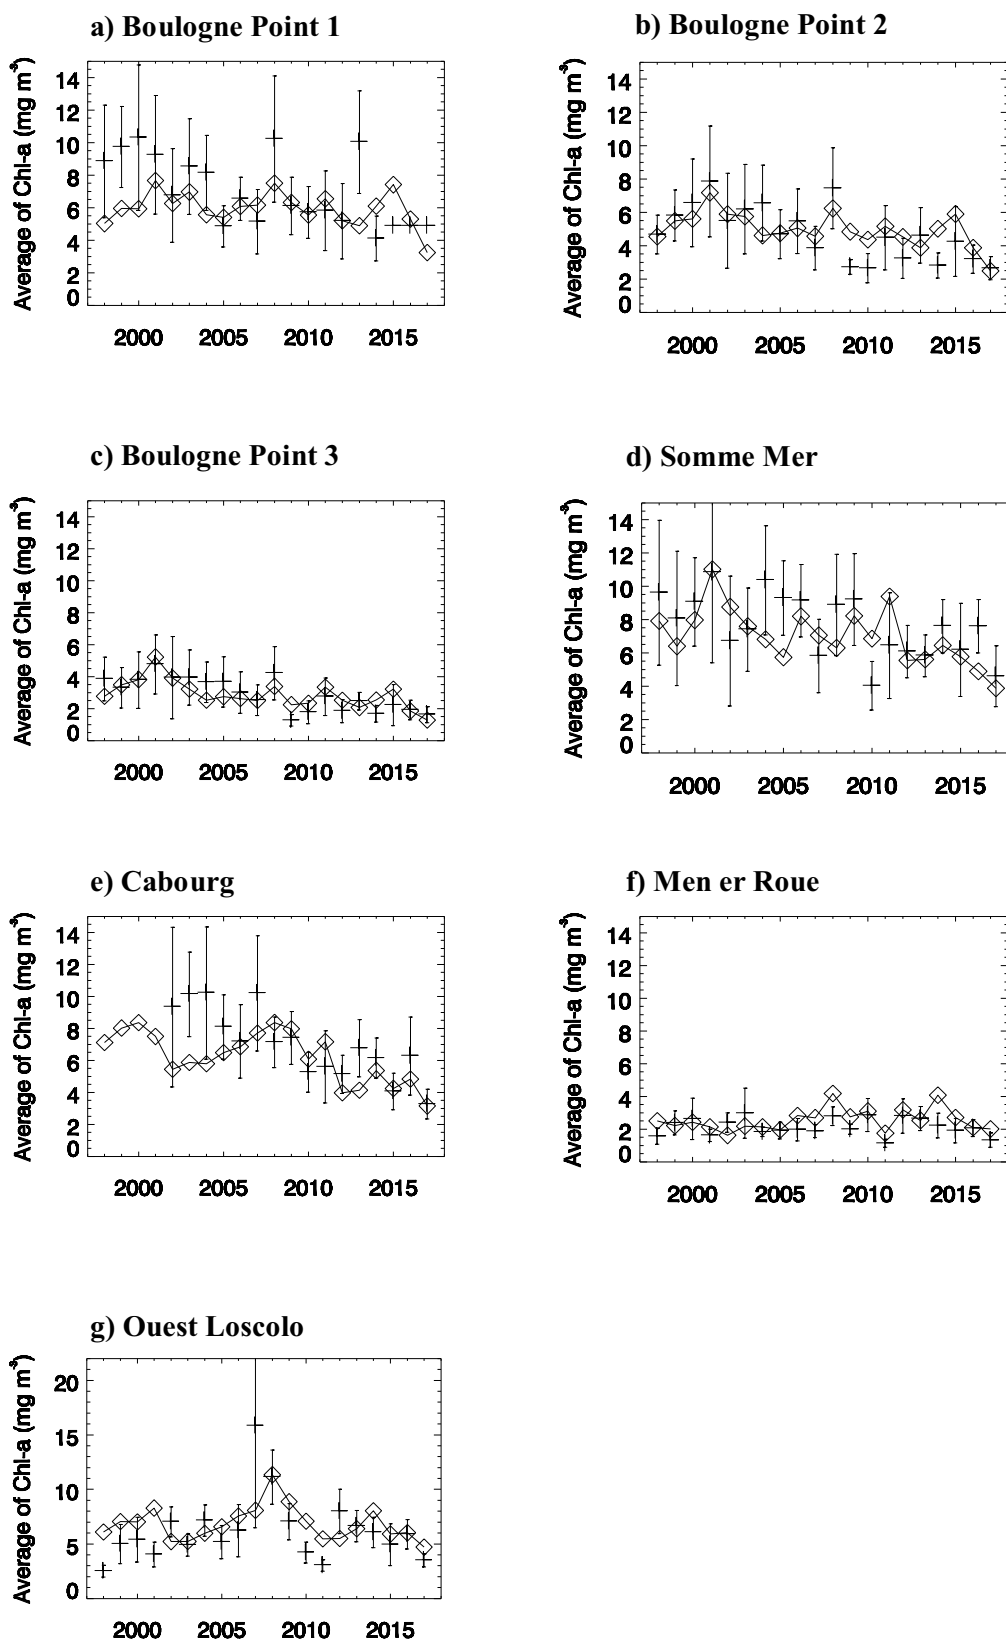 a) Boulogne Point 1
Average of Chl-a (mg m⁻³)
14
12
10
8
6
4
2
0
2000 2005 2010 2015
b) Boulogne Point 2
Average of Chl-a (mg m⁻³)
14
12
10
8
6
4
2
0
2000 2005 2010 2015
c) Boulogne Point 3
Average of Chl-a (mg m⁻³)
14
12
10
8
6
4
2
0
2000 2005 2010 2015
d) Somme Mer
Average of Chl-a (mg m⁻³)
14
12
10
8
6
4
2
0
2000 2005 2010 2015
e) Cabourg
Average of Chl-a (mg m⁻³)
14
12
10
8
6
4
2
0
2000 2005 2010 2015
f) Men er Roue
Average of Chl-a (mg m⁻³)
14
12
10
8
6
4
2
0
2000 2005 2010 2015
g) Ouest Loscolo
Average of Chl-a (mg m⁻³)
20
15
10
5
0
2000 2005 2010 2015